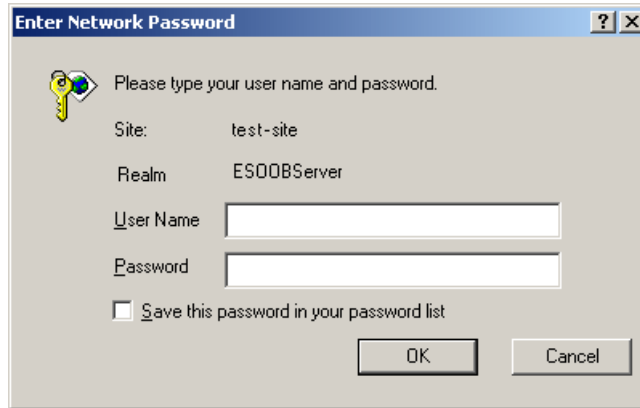 Enter Network Password
Please type your user name and password.
Site: test-site
Realm ESOOBServer
User Name
Password
Save this password in your password list
OK Cancel